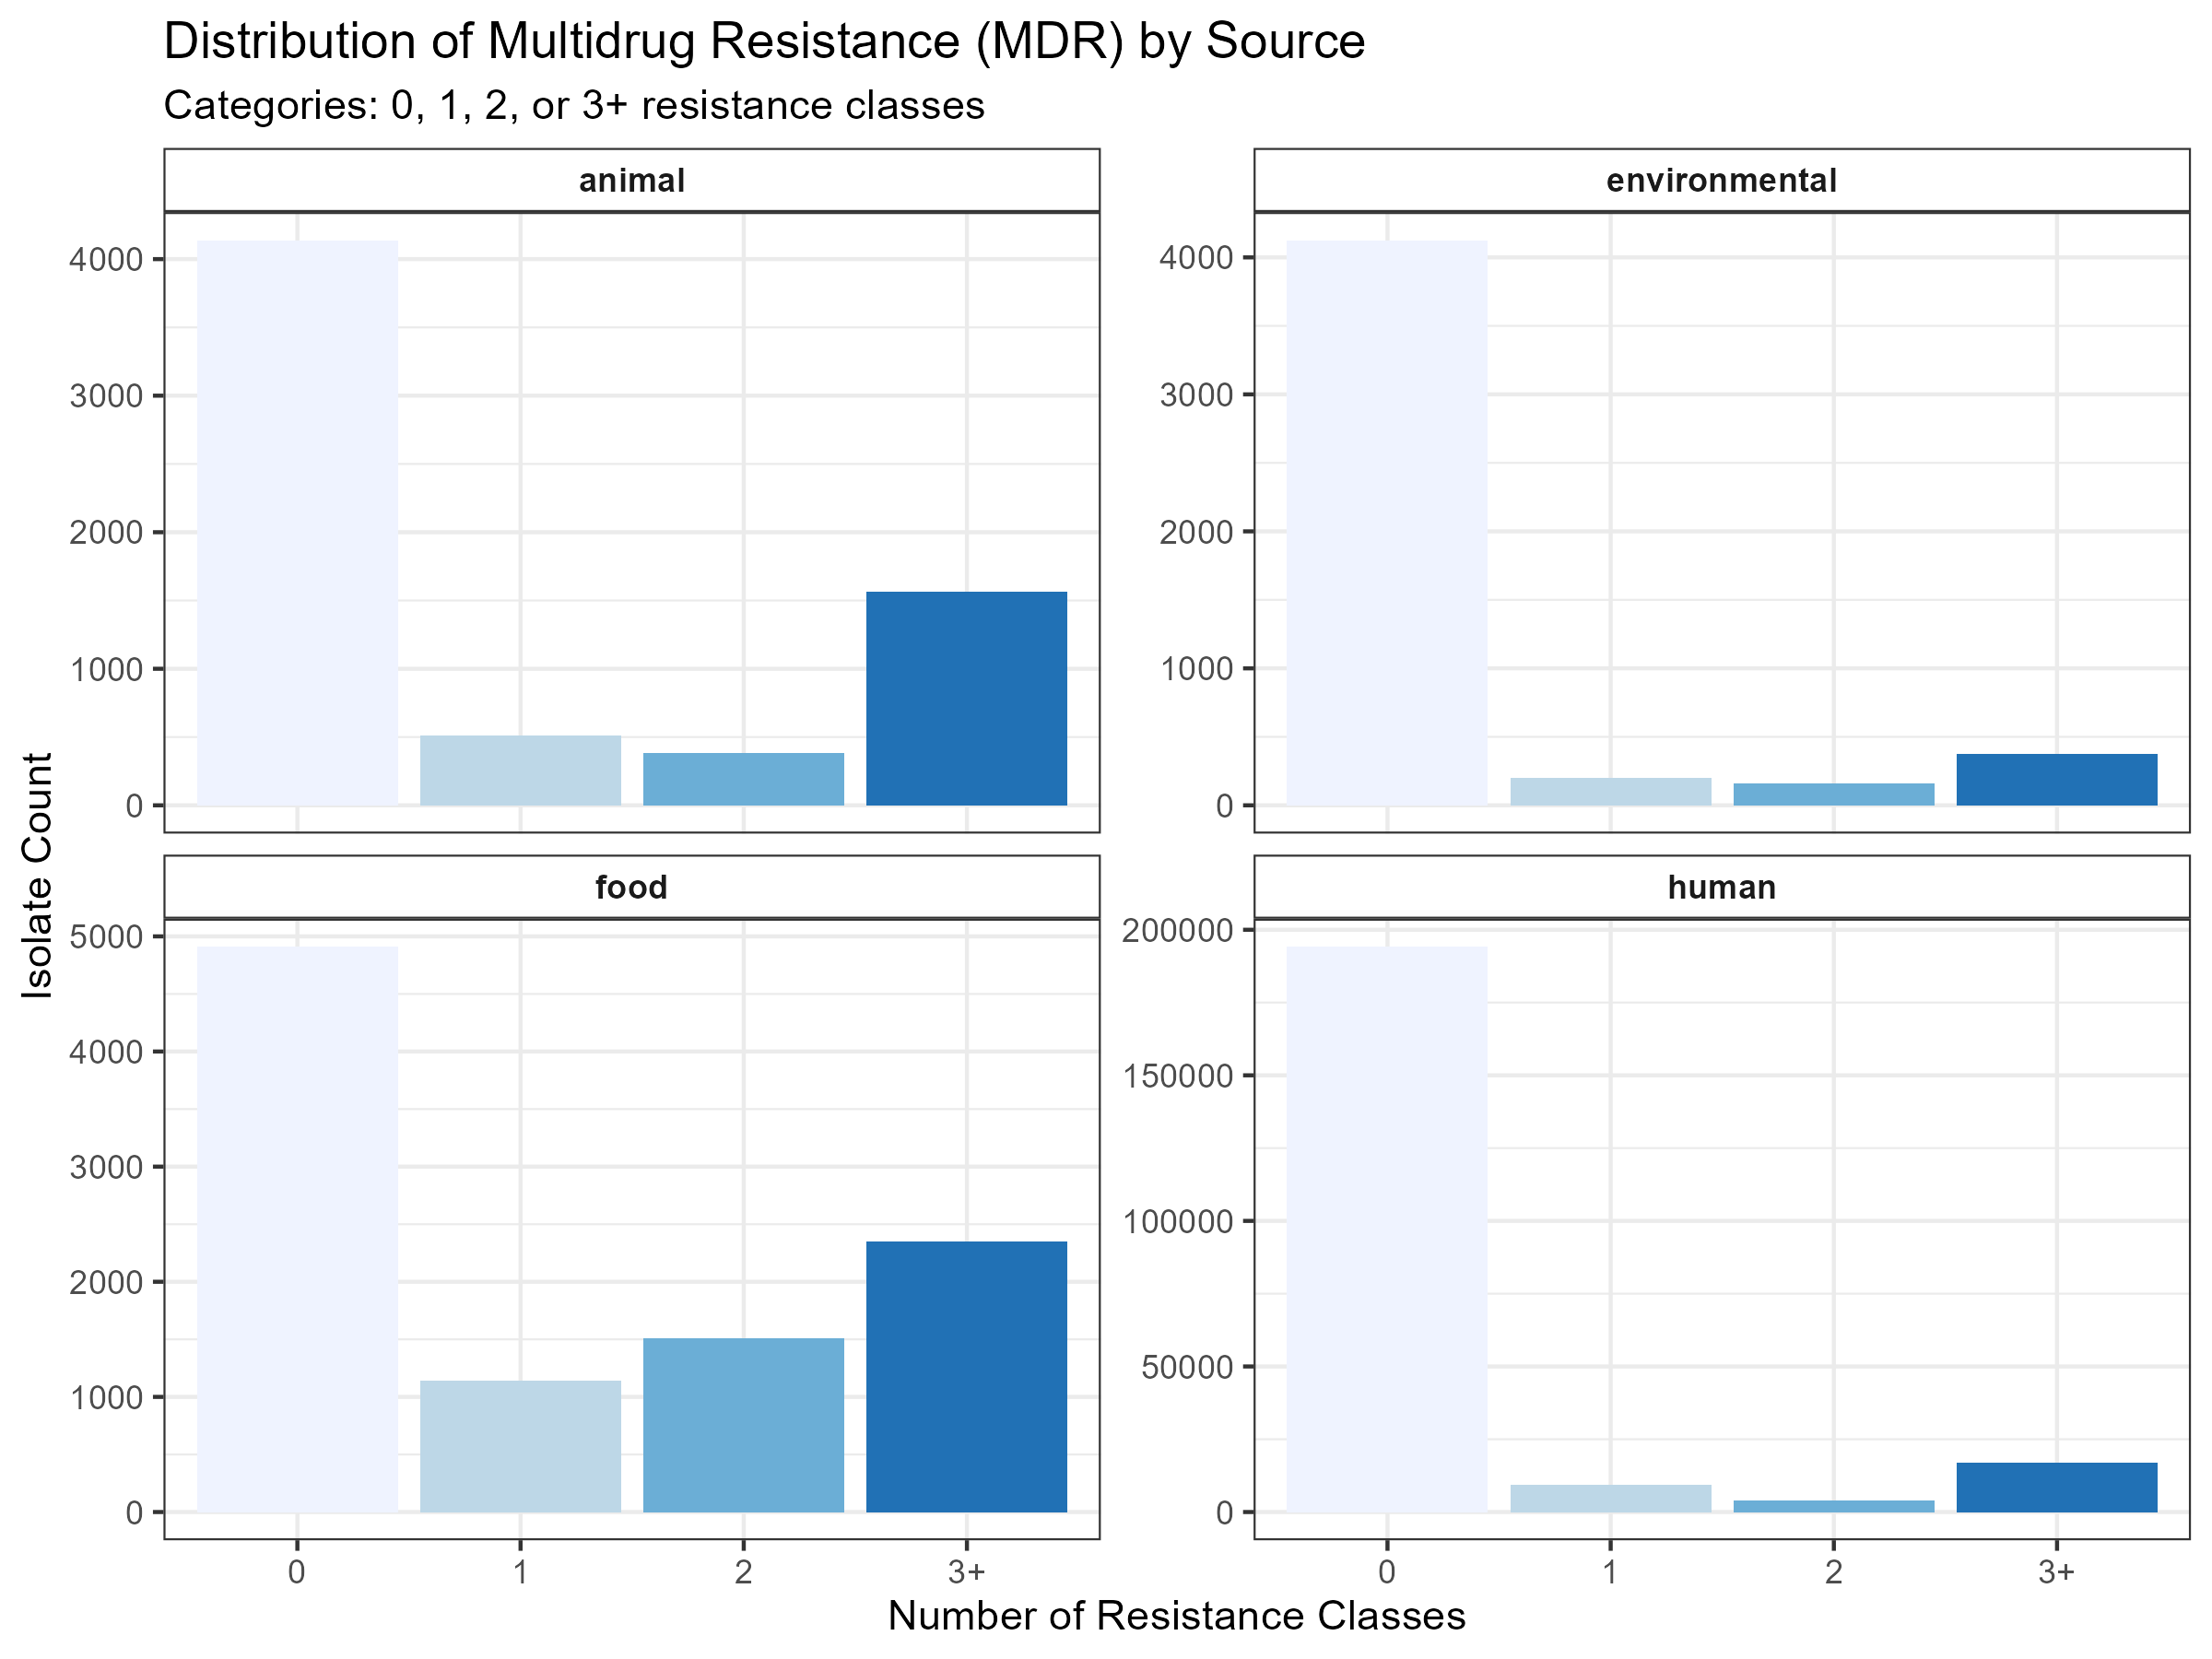 Distribution of Multidrug Resistance (MDR) by Source
Categories: 0, 1, 2, or 3+ resistance classes
animal
4000
3000
2000
1000
0
environmental
4000
3000
2000
1000
0
Isolate Count
food
5000
4000
3000
2000
1000
0
0 1 2 3+
human
200000
150000
100000
50000
0
0 1 2 3+
Number of Resistance Classes